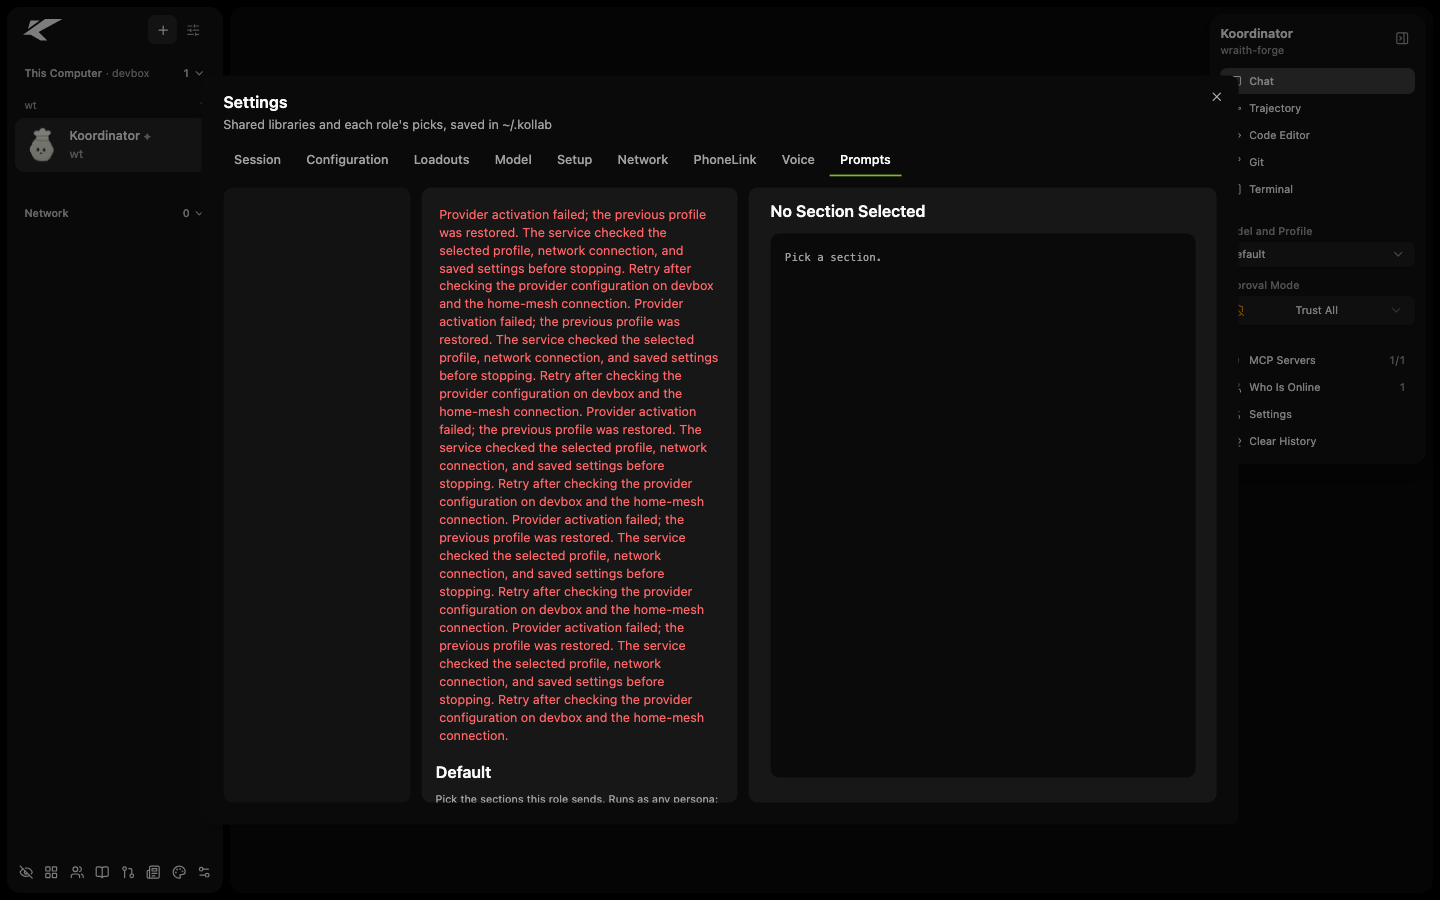 This Computer · devbox 1
wt
Koordinator
wt
Network 0
Settings
Shared libraries and each role's picks, saved in ~/.kollab
Session Configuration Loadouts Model Setup Network PhoneLink Voice Prompts
Provider activation failed; the previous profile
was restored. The service checked the
selected profile, network connection, and
saved settings before stopping. Retry after
checking the provider configuration on devbox
and the home-mesh connection. Provider
activation failed; the previous profile was
restored. The service checked the selected
profile, network connection, and saved settings
before stopping. Retry after checking the
provider configuration on devbox and the
home-mesh connection. Provider activation
failed; the previous profile was restored. The
service checked the selected profile, network
connection, and saved settings before
stopping. Retry after checking the provider
configuration on devbox and the home-mesh
connection. Provider activation failed; the
previous profile was restored. The service
checked the selected profile, network
connection, and saved settings before
stopping. Retry after checking the provider
configuration on devbox and the home-mesh
connection. Provider activation failed; the
previous profile was restored. The service
checked the selected profile, network
connection, and saved settings before
stopping. Retry after checking the provider
configuration on devbox and the home-mesh
connection.
Default
Pick the sections this role sends. Runs as any persona:
No Section Selected
Pick a section.
Koordinator
wraith-forge
Chat
Trajectory
Code Editor
Git
Terminal
del and Profile
efault
proval Mode
Trust All
MCP Servers 1/1
Who Is Online 1
Settings
Clear History